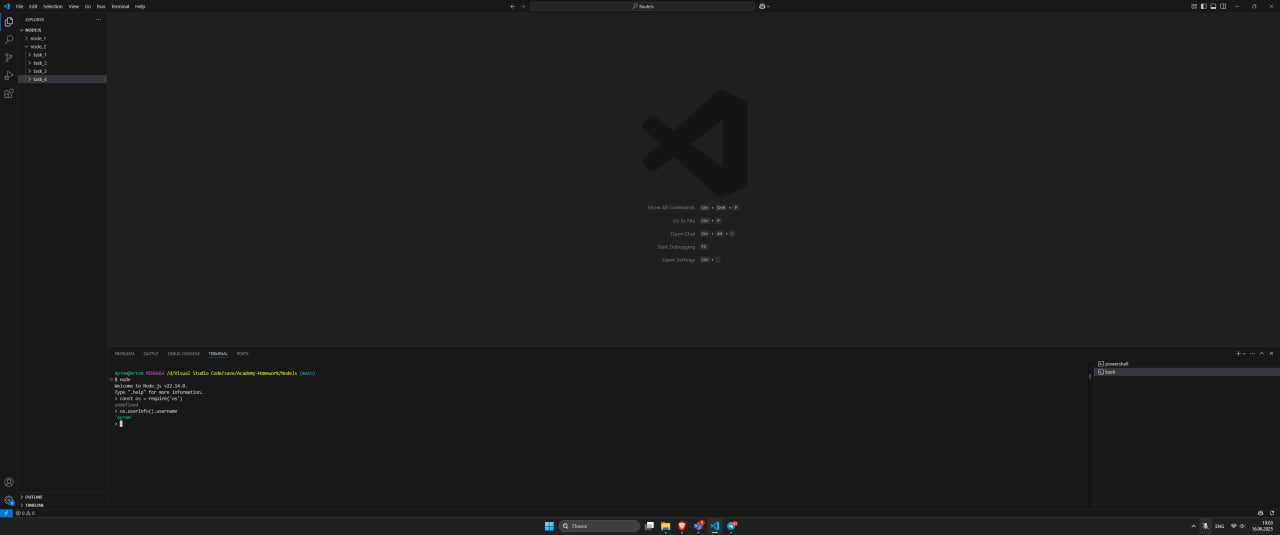 File Edit Selection View Go Run Terminal Help
NodeJs
EXPLORER
NODEJS
node_1
node_2
task_1
task_2
task_3
task_4
Show All Commands Ctrl + Shift + P
Go to File Ctrl + P
Open Chat Ctrl + Alt + I
Start Debugging F5
Open Settings Ctrl + ,
PROBLEMS OUTPUT DEBUG CONSOLE TERMINAL PORTS
powershell
bash
MINGW64 /d/Visual Studio Code/save/Academy-Homework/NodeJs (main)
$ node
Welcome to Node.js v22.14.0.
Type ".help" for more information.
> const os = require('os')
undefined
> os.userInfo().username
>
OUTLINE
TIMELINE
0 0
Поиск
ENG
19:03
16.06.2025